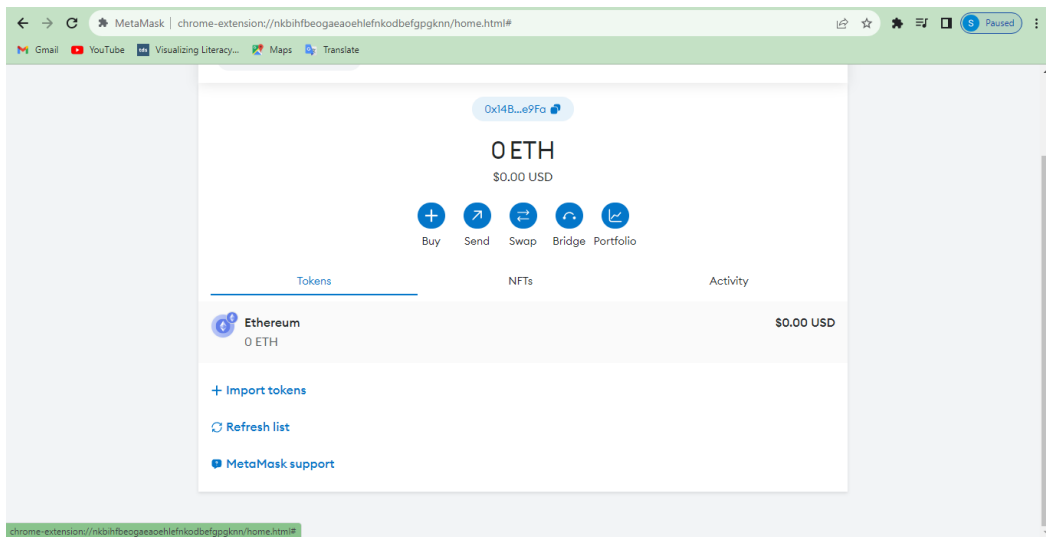 MetaMask | chrome-extension://nkbihfbeogaeaoehlefnkodbefgpgknn/home.html#
S Paused
Gmail YouTube tds Visualizing Literacy... Maps Translate
0x14B...e9Fa
0 ETH
$0.00 USD
Buy Send Swap Bridge Portfolio
Tokens NFTs Activity
Ethereum $0.00 USD
0 ETH
+ Import tokens
Refresh list
MetaMask support
chrome-extension://nkbihfbeogaeaoehlefnkodbefgpgknn/home.html#